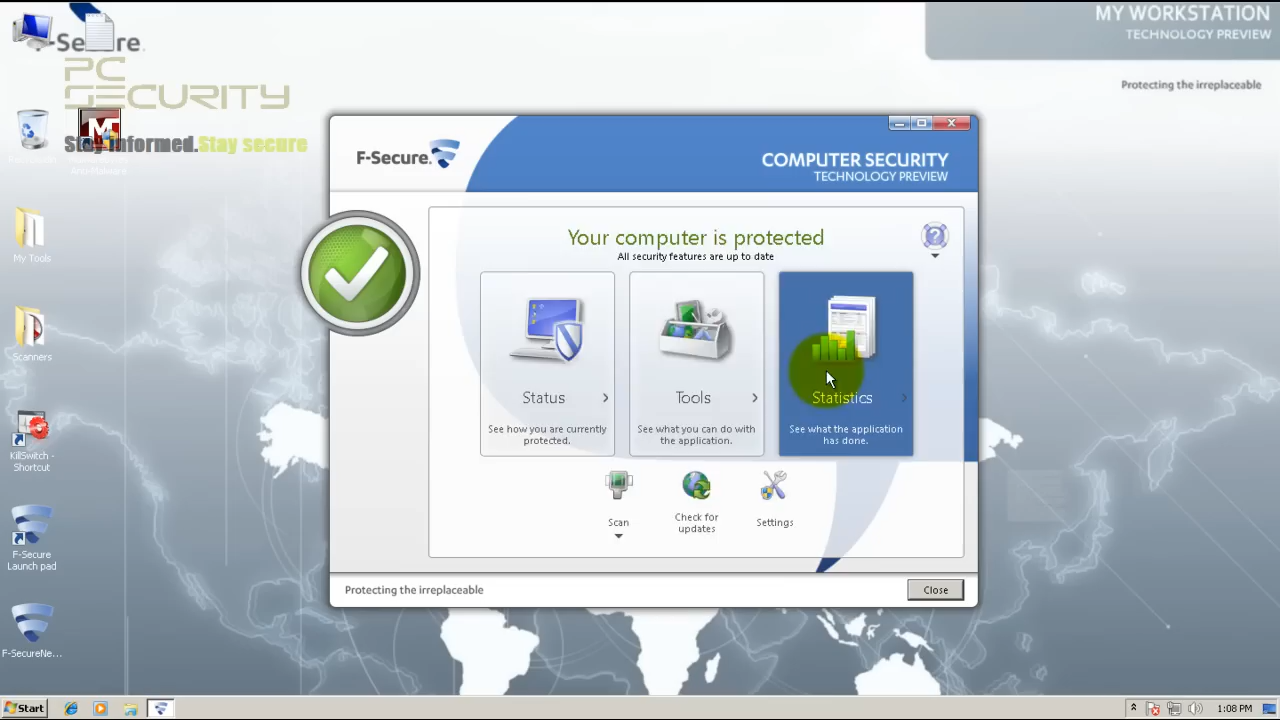 MY WORKSTATION
TECHNOLOGY PREVIEW
Protecting the irreplaceable
PC
SECURITY
Stay informed.Stay secure
My Tools
Scanners
KillSwitch -
Shortcut
F-Secure
Launch pad
F-SecureNe...
F-Secure.
COMPUTER SECURITY
TECHNOLOGY PREVIEW
Your computer is protected
All security features are up to date
Status
See how you are currently
protected.
Tools
See what you can do with
the application.
Statistics
See what the application
has done.
Scan
Check for
updates
Settings
Protecting the irreplaceable
Close
Start
1:08 PM